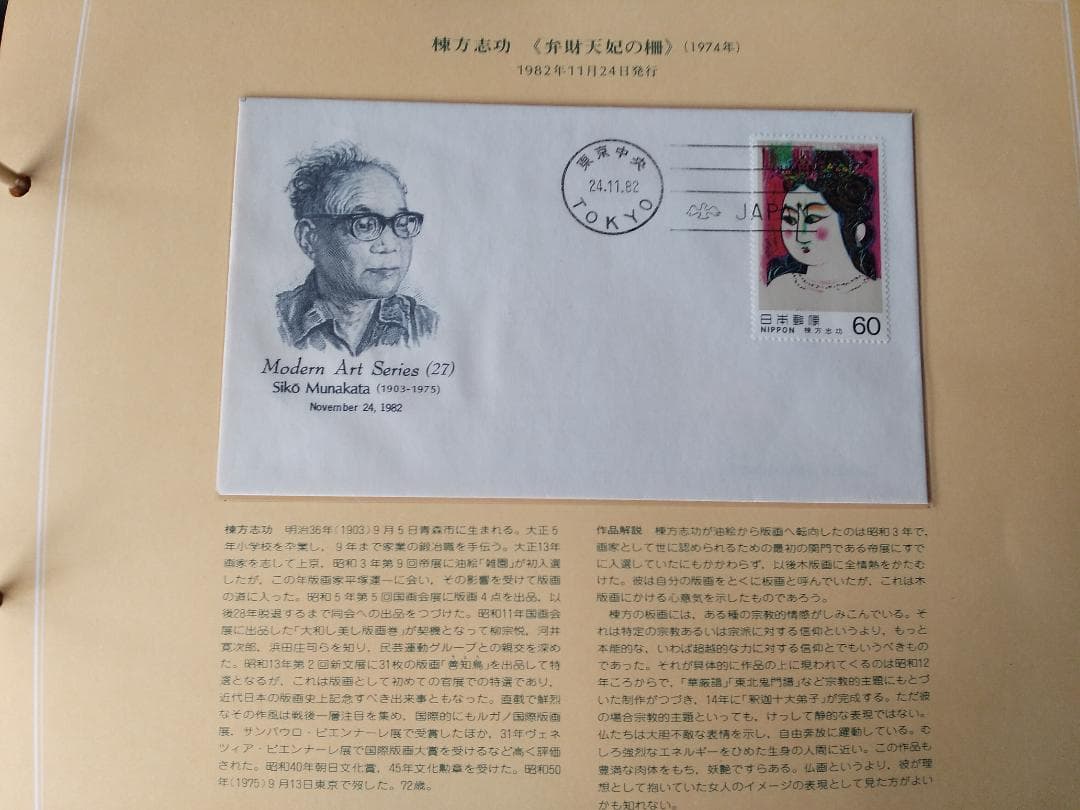 棟方志功 《弁財天妃の柵》(1974年)
1982年11月24日発行
東京中央
24.11.82
TOKYO
JAPAN
日本郵便
NIPPON 棟方志功 60
Modern Art Series (27)
Sikō Munakata (1903-1975)
November 24, 1982
棟方志功 明治36年(1903)9月5日青森市に生まれる。大正5
年小学校を卒業し、9年まで家業の鍛冶職を手伝う。大正13年
画家を志して上京、昭和3年第9回帝展に油絵「雑園」が初入選
したが、この年版画家平塚運一に会い、その影響を受けて版画
の道に入った。昭和5年第5回国画会展に版画4点を出品、以
後28年脱退するまで同会への出品をつづけた。昭和11年国画会
展に出品した「大和し美し版画巻」が契機となって柳宗悦、河井
寛次郎、浜田庄司らを知り、民芸運動グループとの親交を深め
た。昭和13年第2回新文展に31枚の版画「善知鳥」を出品して特
選となるが、これは版画として初めての官展での特選であり、
近代日本の版画史上記念すべき出来事ともなった。直截で鮮烈
なその作風は戦後一層注目を集め、国際的にもルガノ国際版画
展、サンパウロ・ビエンナーレ展で受賞したほか、31年ヴェネ
ツィア・ビエンナーレ展で国際版画大賞を受けるなど高く評価
された。昭和40年朝日文化賞、45年文化勲章を受けた。昭和50
年(1975)9月13日東京で歿した。72歳。
作品解説 棟方志功が油絵から版画へ転向したのは昭和3年で、
画家として世に認められるための最初の関門である帝展にすで
に入選していたにもかかわらず、以後木版画に全情熱をかたむ
けた。彼は自分の版画をとくに板画と呼んでいたが、これは木
版画にかける心意気を示したものであろう。
棟方の板画には、ある種の宗教的情感がしみこんでいる。そ
れは特定の宗教あるいは宗派に対する信仰というより、もっと
本能的な、いわば超越的な力に対する信仰とでもいうべきもの
であった。それが具体的に作品の上に現われてくるのは昭和12
年ころからで、「華厳譜」「東北鬼門譜」など宗教的主題にもとづ
いた制作がつづき、14年に「釈迦十大弟子」が完成する。ただ彼
の場合宗教的主題といっても、けっして静的な表現ではない。
仏たちは大胆不敵な表情を示し、自由奔放に躍動している。む
しろ強烈なエネルギーをひめた生身の人間に近い。この作品も
豊満な肉体をもち、妖艶ですらある。仏画というより、彼が理
想として抱いていた女人のイメージの表現として見た方がよい
かも知れない。